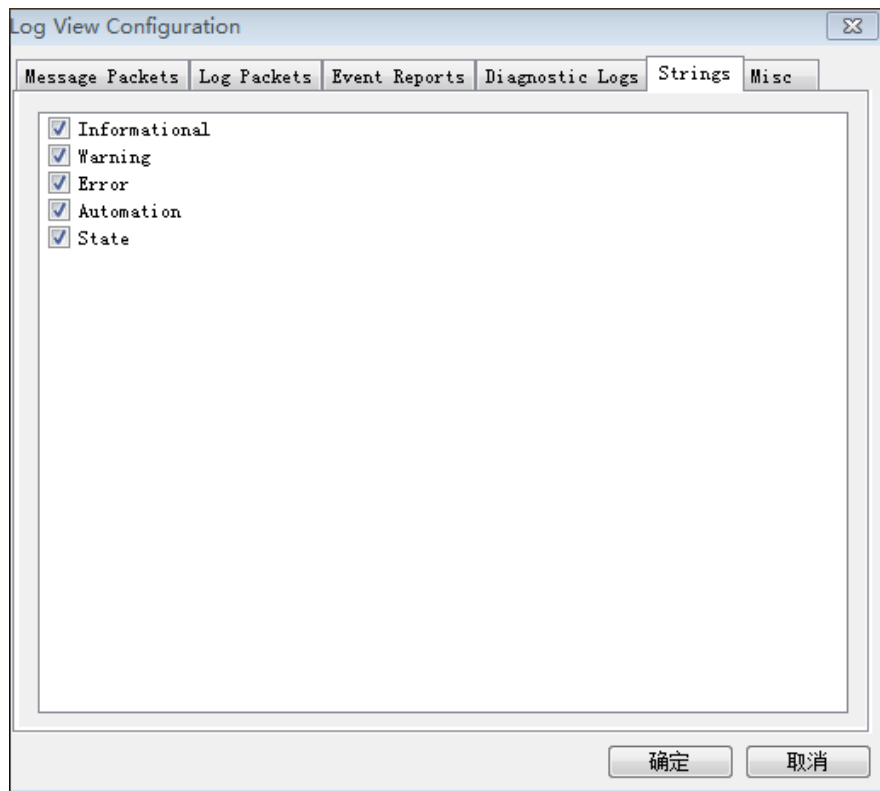 Log View Configuration
Message Packets Log Packets Event Reports Diagnostic Logs Strings Misc
Informational
Warning
Error
Automation
State
确定 取消